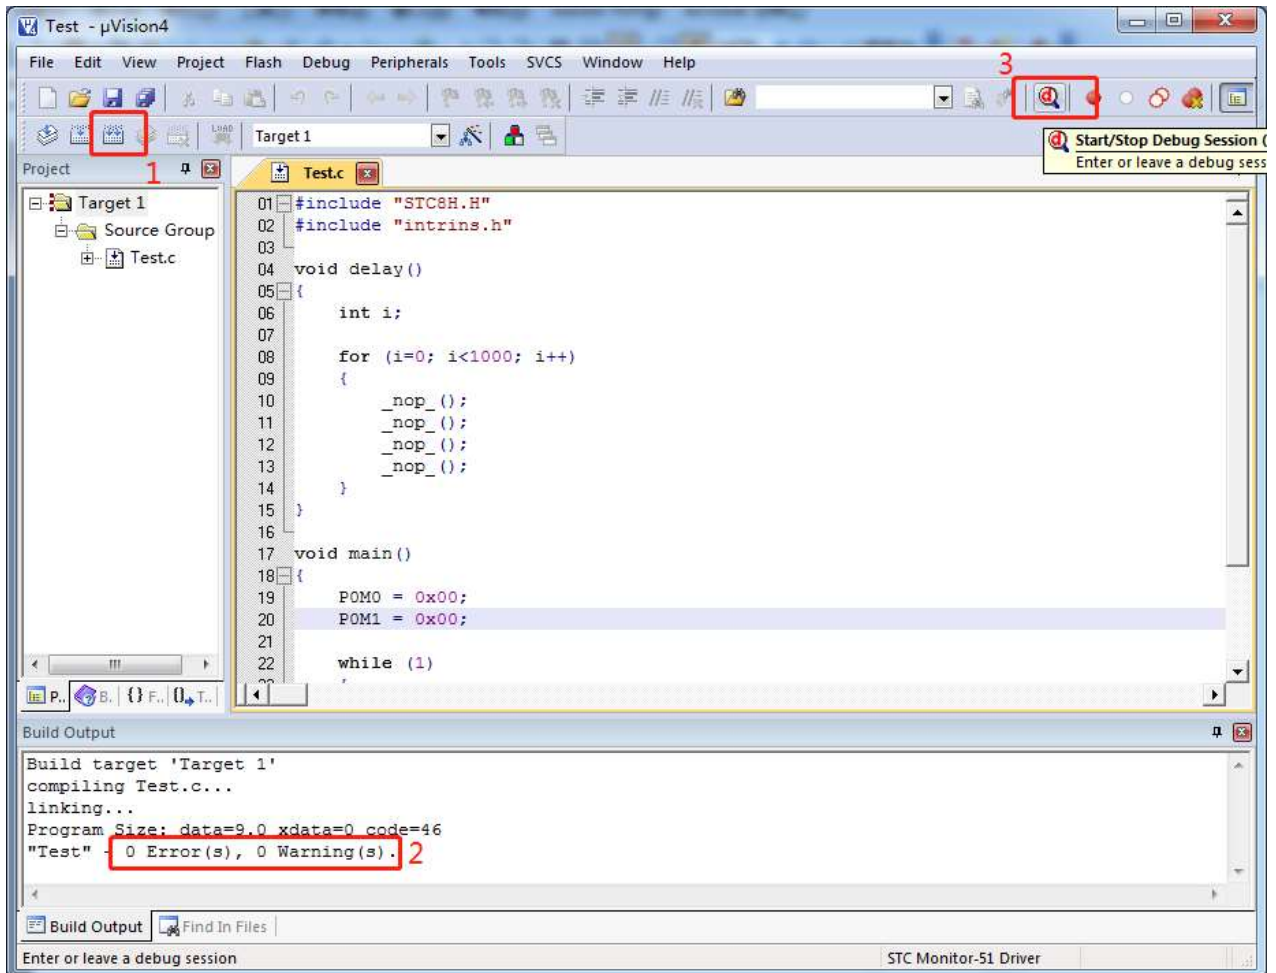 Test - µVision4
File Edit View Project Flash Debug Peripherals Tools SVCS Window Help
3
LOAD
Target 1
Start/Stop Debug Session (
Enter or leave a debug sess
1
Project
Test.c
Target 1
Source Group
Test.c
01 #include "STC8H.H"
02 #include "intrins.h"
03
04 void delay()
05 {
06 int i;
07
08 for (i=0; i<1000; i++)
09 {
10 _nop_();
11 _nop_();
12 _nop_();
13 _nop_();
14 }
15 }
16
17 void main()
18 {
19 P0M0 = 0x00;
20 P0M1 = 0x00;
21
22 while (1)
P.. B. {} F.. 0 T..
Build Output
Build target 'Target 1'
compiling Test.c...
linking...
Program Size: data=9.0 xdata=0 code=46
"Test" - 0 Error(s), 0 Warning(s).
2
Build Output Find In Files
Enter or leave a debug session STC Monitor-51 Driver